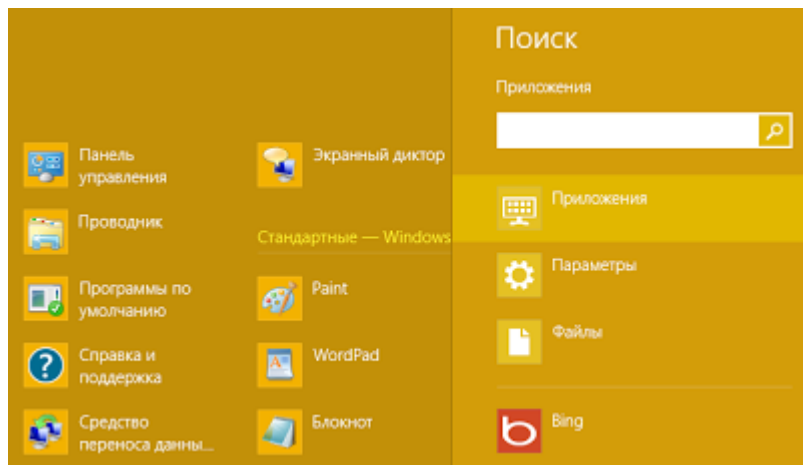 Поиск
Приложения
Панель
управления
Проводник
Программы по
умолчанию
Справка и
поддержка
Средство
переноса данны...
Экранный диктор
Стандартные — Windows
Paint
WordPad
Блокнот
Приложения
Параметры
Файлы
Bing